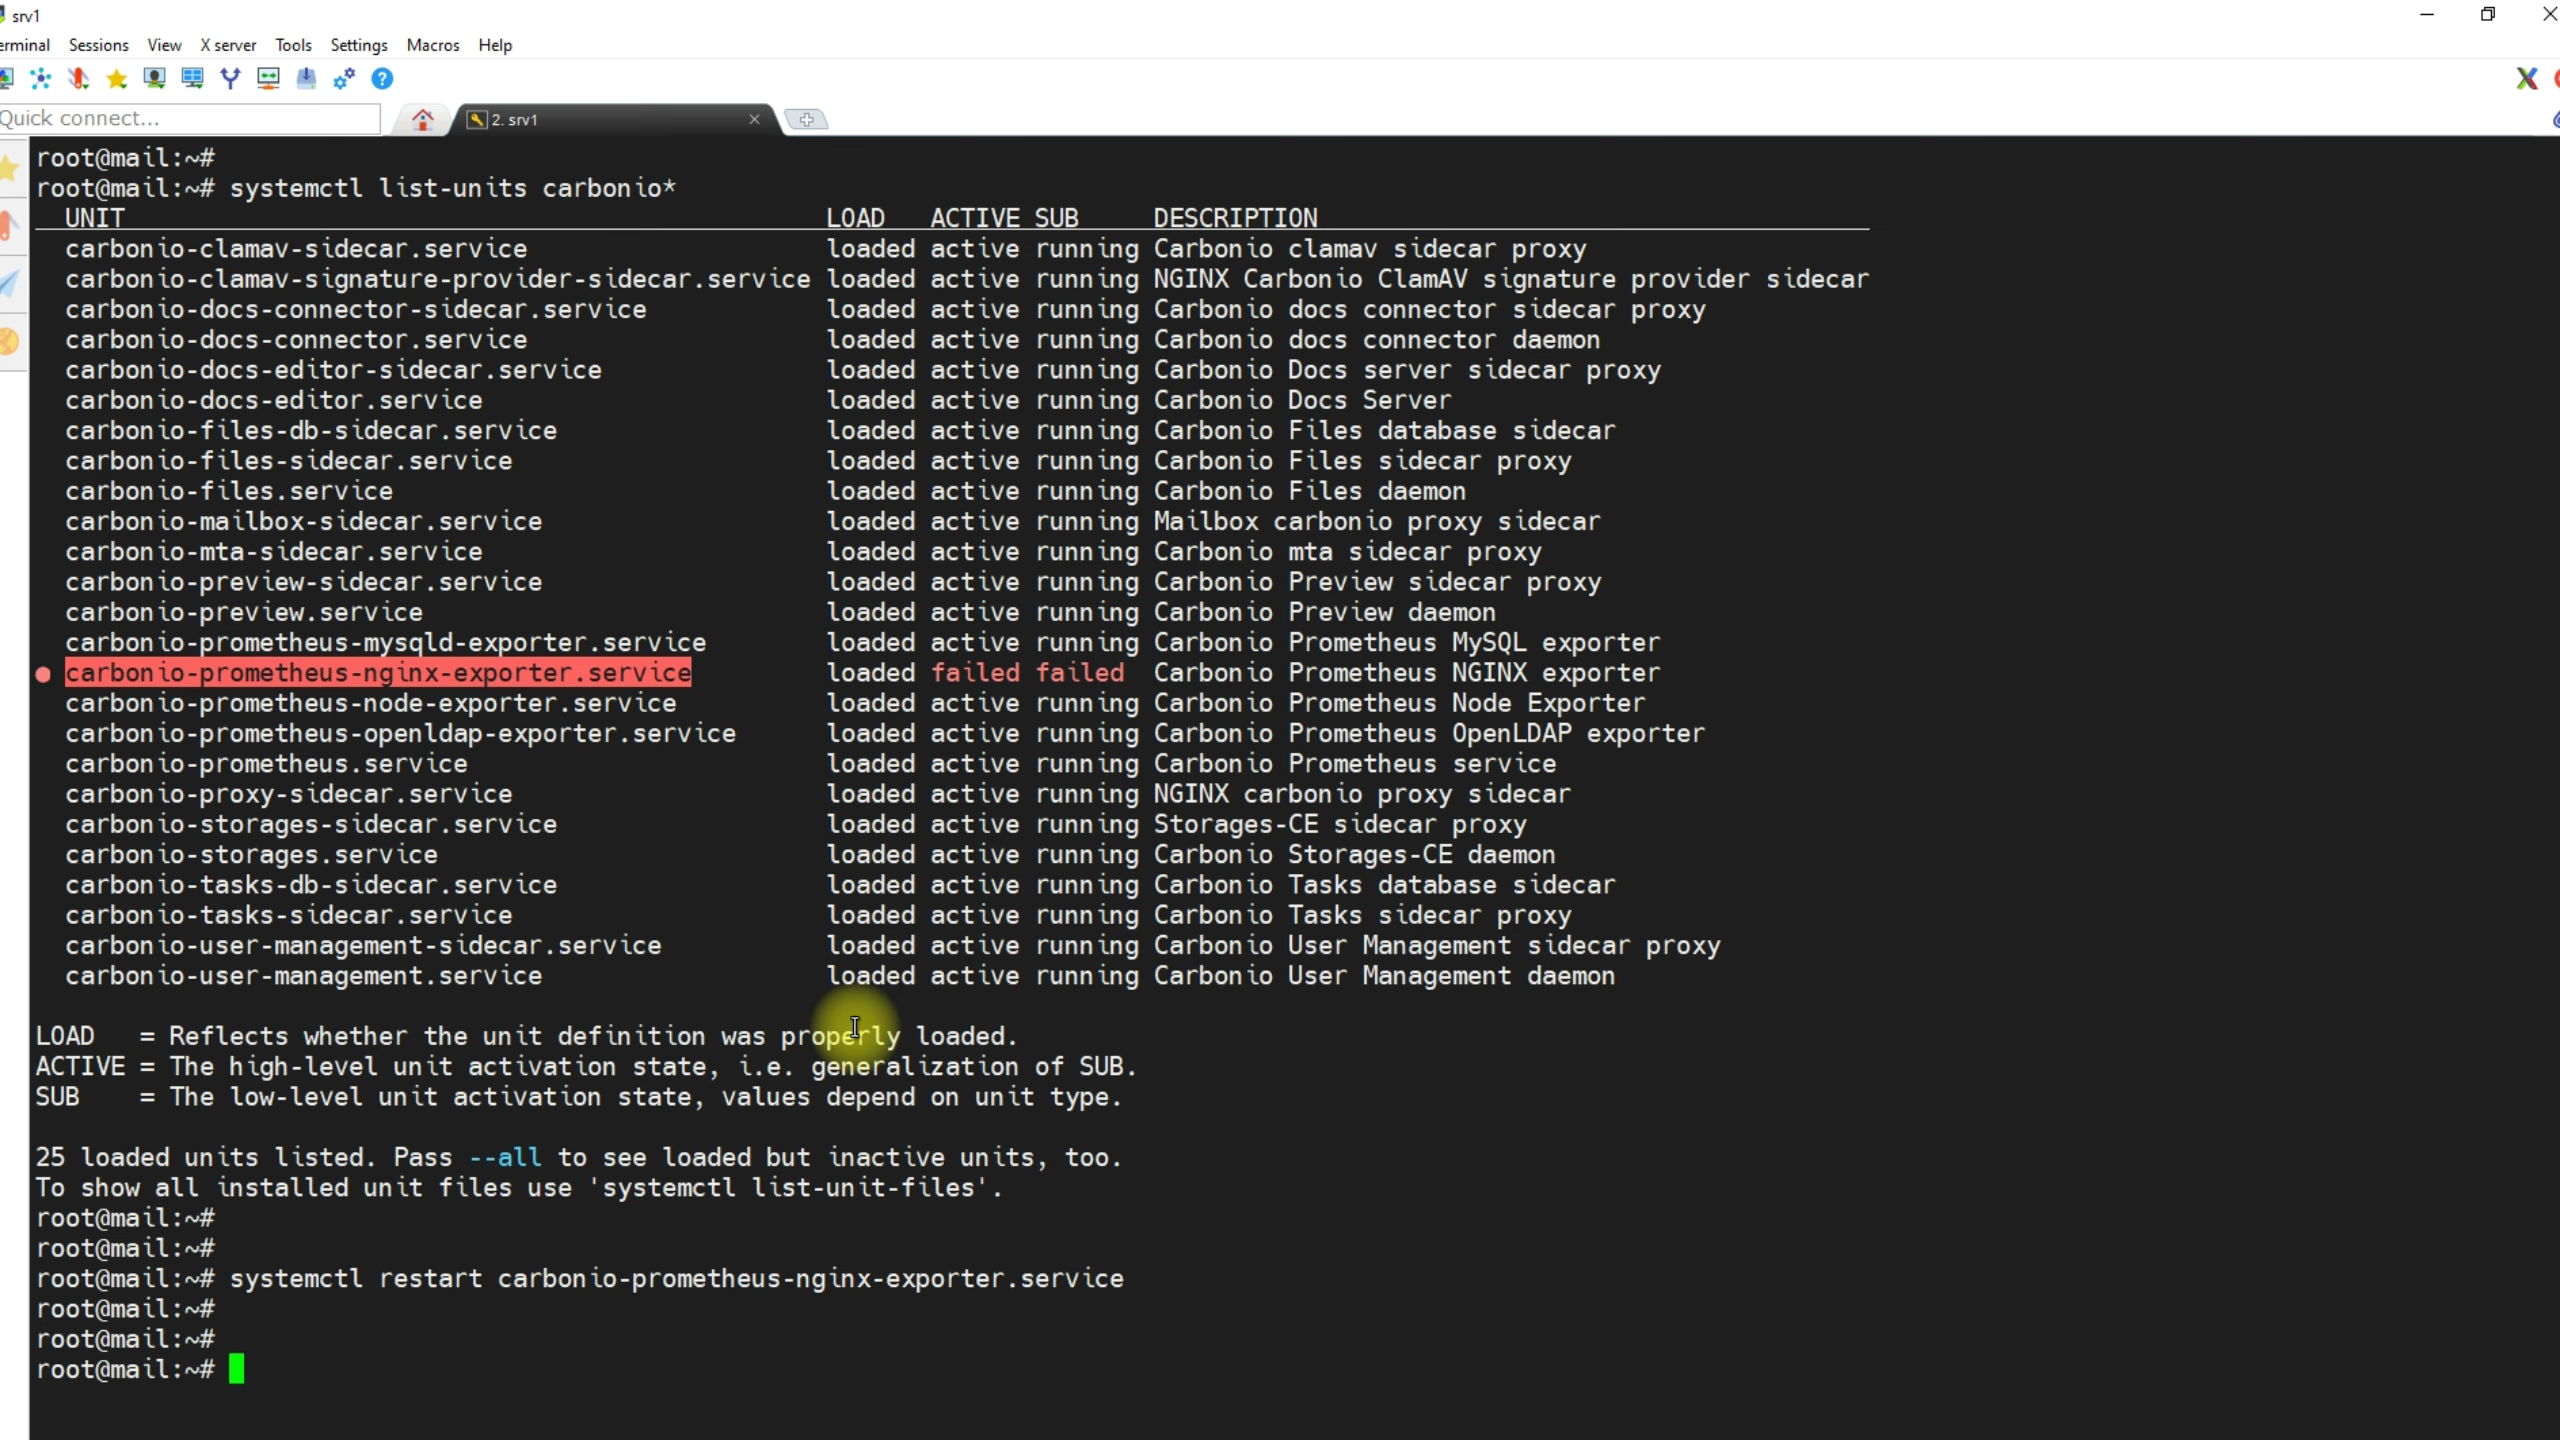 srv1
erminal Sessions View X server Tools Settings Macros Help
Quick connect... 2. srv1
root@mail:~#
root@mail:~# systemctl list-units carbonio*
  UNIT                                               LOAD   ACTIVE SUB     DESCRIPTION
  carbonio-clamav-sidecar.service                    loaded active running Carbonio clamav sidecar proxy
  carbonio-clamav-signature-provider-sidecar.service loaded active running NGINX Carbonio ClamAV signature provider sidecar
  carbonio-docs-connector-sidecar.service            loaded active running Carbonio docs connector sidecar proxy
  carbonio-docs-connector.service                    loaded active running Carbonio docs connector daemon
  carbonio-docs-editor-sidecar.service               loaded active running Carbonio Docs server sidecar proxy
  carbonio-docs-editor.service                       loaded active running Carbonio Docs Server
  carbonio-files-db-sidecar.service                  loaded active running Carbonio Files database sidecar
  carbonio-files-sidecar.service                     loaded active running Carbonio Files sidecar proxy
  carbonio-files.service                             loaded active running Carbonio Files daemon
  carbonio-mailbox-sidecar.service                   loaded active running Mailbox carbonio proxy sidecar
  carbonio-mta-sidecar.service                       loaded active running Carbonio mta sidecar proxy
  carbonio-preview-sidecar.service                   loaded active running Carbonio Preview sidecar proxy
  carbonio-preview.service                           loaded active running Carbonio Preview daemon
  carbonio-prometheus-mysqld-exporter.service        loaded active running Carbonio Prometheus MySQL exporter
● carbonio-prometheus-nginx-exporter.service         loaded failed failed  Carbonio Prometheus NGINX exporter
  carbonio-prometheus-node-exporter.service          loaded active running Carbonio Prometheus Node Exporter
  carbonio-prometheus-openldap-exporter.service      loaded active running Carbonio Prometheus OpenLDAP exporter
  carbonio-prometheus.service                        loaded active running Carbonio Prometheus service
  carbonio-proxy-sidecar.service                     loaded active running NGINX carbonio proxy sidecar
  carbonio-storages-sidecar.service                  loaded active running Storages-CE sidecar proxy
  carbonio-storages.service                          loaded active running Carbonio Storages-CE daemon
  carbonio-tasks-db-sidecar.service                  loaded active running Carbonio Tasks database sidecar
  carbonio-tasks-sidecar.service                     loaded active running Carbonio Tasks sidecar proxy
  carbonio-user-management-sidecar.service           loaded active running Carbonio User Management sidecar proxy
  carbonio-user-management.service                   loaded active running Carbonio User Management daemon
LOAD   = Reflects whether the unit definition was properly loaded.
ACTIVE = The high-level unit activation state, i.e. generalization of SUB.
SUB    = The low-level unit activation state, values depend on unit type.
25 loaded units listed. Pass --all to see loaded but inactive units, too.
To show all installed unit files use 'systemctl list-unit-files'.
root@mail:~#
root@mail:~#
root@mail:~# systemctl restart carbonio-prometheus-nginx-exporter.service
root@mail:~#
root@mail:~#
root@mail:~#